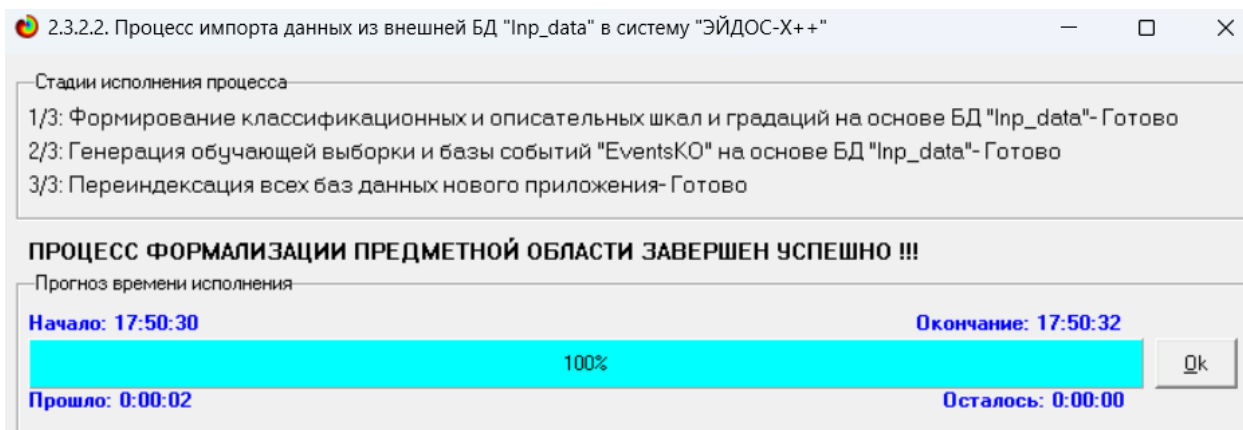 2.3.2.2. Процесс импорта данных из внешней БД "Inp_data" в систему "ЭЙДОС-X++"
Стадии исполнения процесса
1/3: Формирование классификационных и описательных шкал и градаций на основе БД "Inp_data"- Готово
2/3: Генерация обучающей выборки и базы событий "EventsKO" на основе БД "Inp_data"- Готово
3/3: Переиндексация всех баз данных нового приложения- Готово
ПРОЦЕСС ФОРМАЛИЗАЦИИ ПРЕДМЕТНОЙ ОБЛАСТИ ЗАВЕРШЕН УСПЕШНО !!!
Прогноз времени исполнения
Начало: 17:50:30 Окончание: 17:50:32
100% Ok
Прошло: 0:00:02 Осталось: 0:00:00